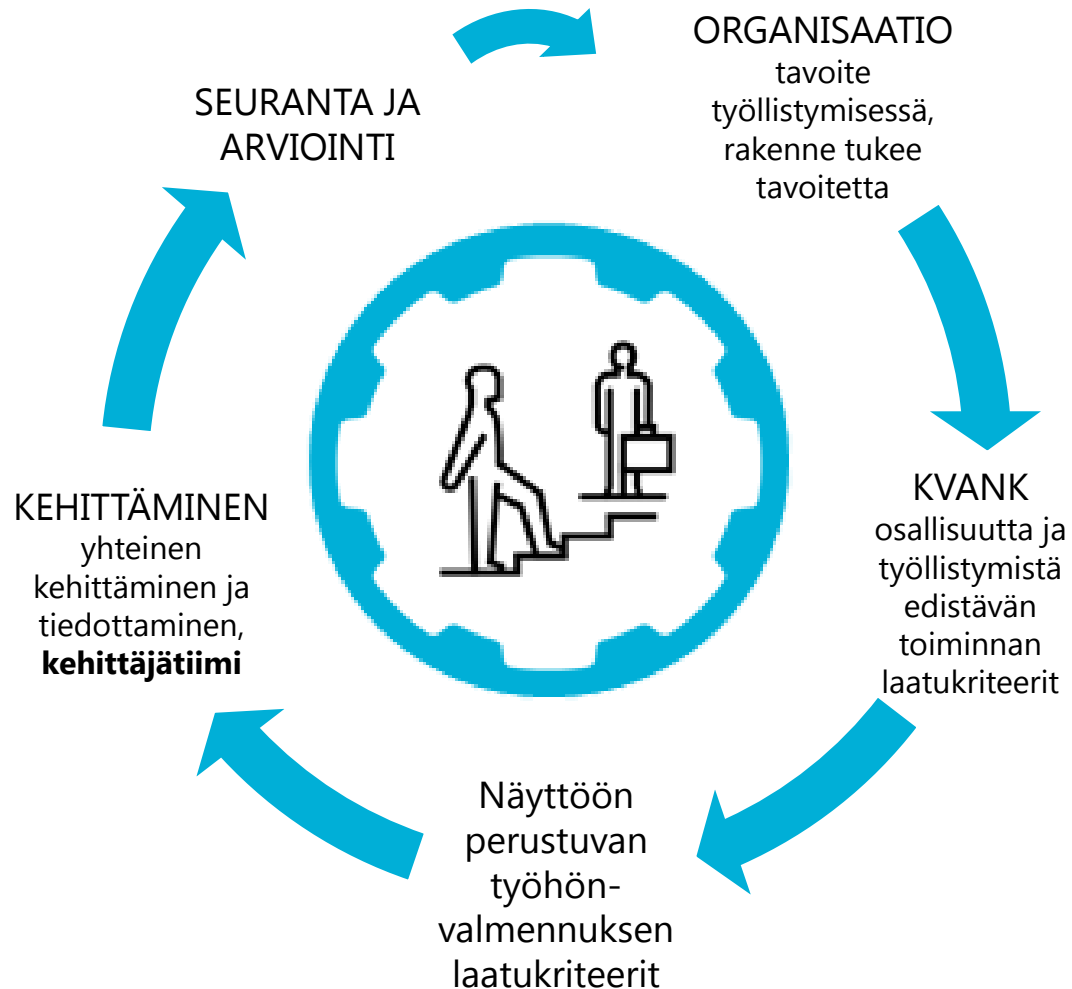 ORGANISAATIO
tavoite
työllistymisessä,
rakenne tukee
tavoitetta
KVANK
osallisuutta ja
työllistymistä
edistävän
toiminnan
laatukriteerit
Näyttöön
perustuvan
työhön-
valmennuksen
laatukriteerit
KEHITTÄMINEN
yhteinen
kehittäminen ja
tiedottaminen,
kehittäjätiimi
SEURANTA JA
ARVIOINTI